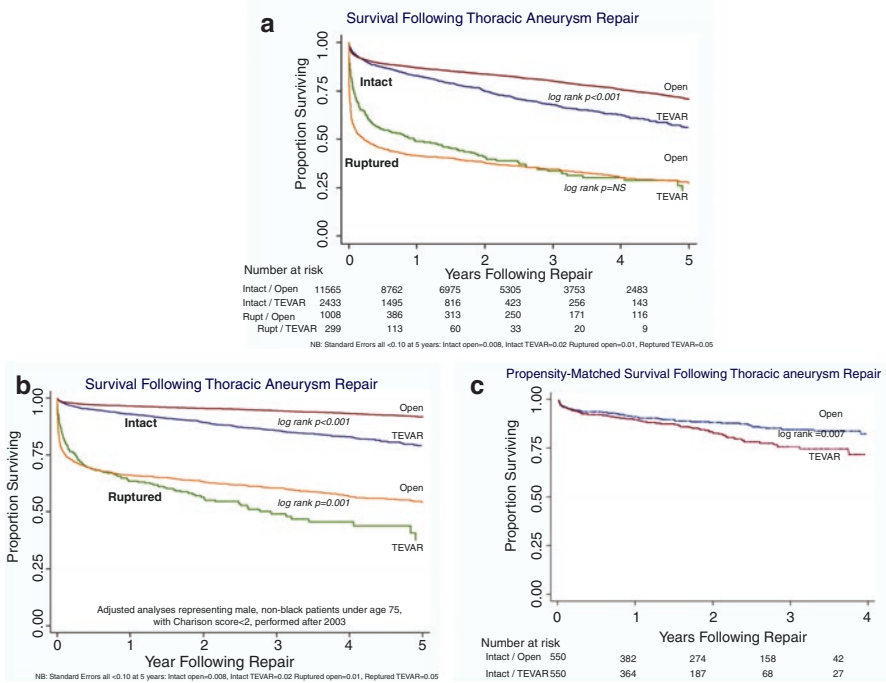 a
Survival Following Thoracic Aneurysm Repair
Proportion Surviving
1.00
0.75
0.50
0.25
0.00
Intact
Open
log rank p<0.001
TEVAR
Ruptured
Open
log rank p=NS
TEVAR
0 1 2 3 4 5
Years Following Repair
Number at risk
Intact / Open 11565 8762 6975 5305 3753 2483
Intact / TEVAR 2433 1495 816 423 256 143
Rupt / Open 1008 386 313 250 171 116
Rupt / TEVAR 299 113 60 33 20 9
NB: Standard Errors all <0.10 at 5 years: Intact open=0.008, Intact TEVAR=0.02 Ruptured open=0.01, Reptured TEVAR=0.05
b
Survival Following Thoracic Aneurysm Repair
Proportion Surviving
1.00
0.75
0.50
0.25
0.00
Open
Intact
log rank p<0.001
TEVAR
Open
Ruptured
log rank p=0.001
TEVAR
Adjusted analyses representing male, non-black patients under age 75,
with Charison score<2, performed after 2003
0 1 2 3 4 5
Year Following Repair
NB: Standard Errors all <0.10 at 5 years: Intact open=0.008, Intact TEVAR=0.02 Ruptured open=0.01, Reptured TEVAR=0.05
c
Propensity-Matched Survival Following Thoracic aneurysm Repair
Proportion Surviving
1.00
0.75
0.50
0.25
0.00
Open
log rank =0.007
TEVAR
0 1 2 3 4
Years Following Repair
Number at risk
Intact / Open 550 382 274 158 42
Intact / TEVAR 550 364 187 68 27